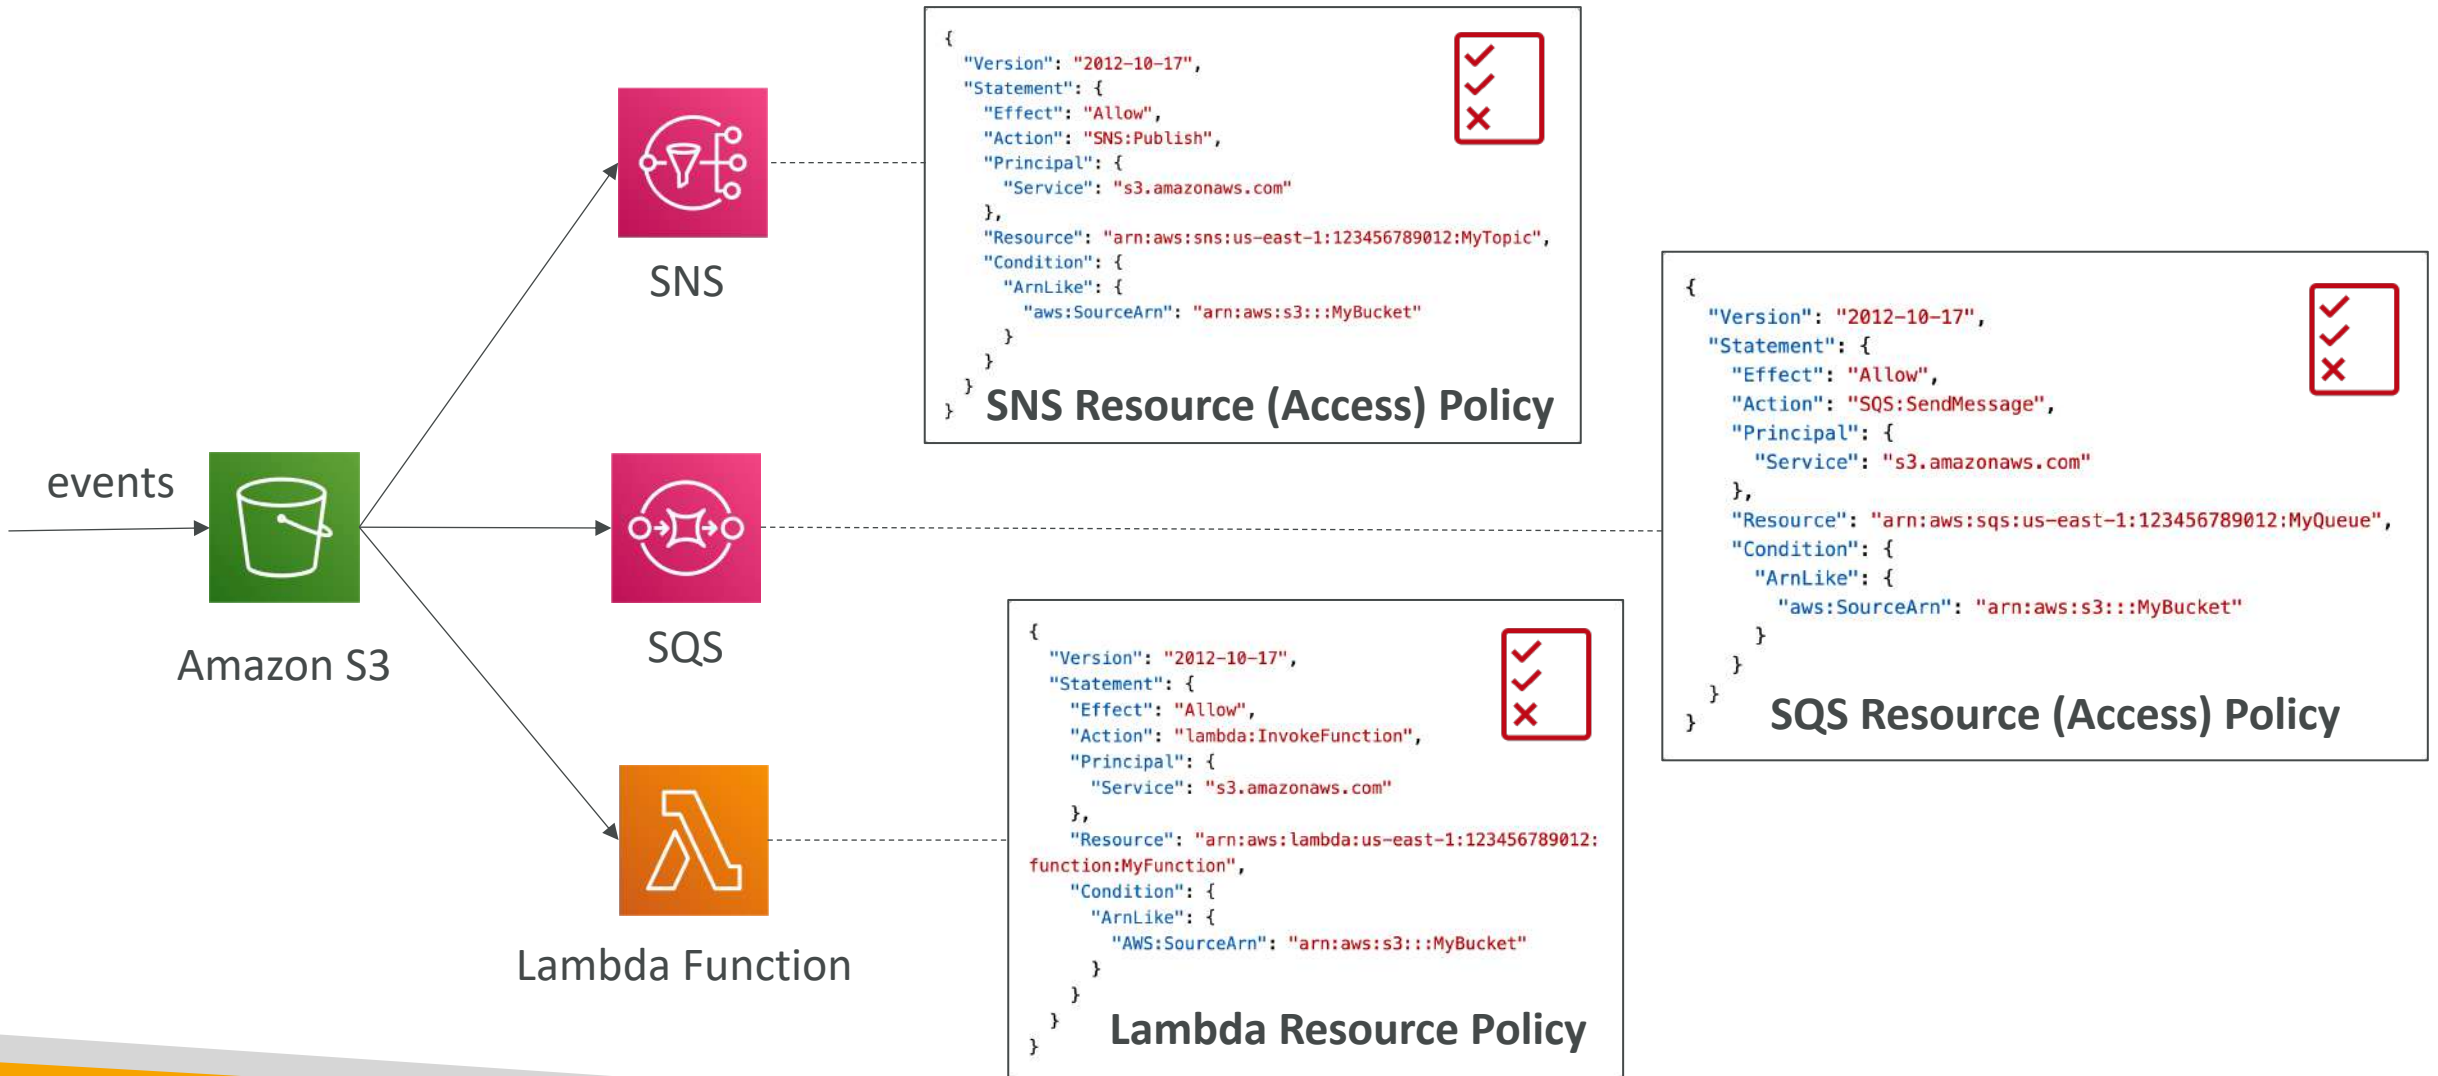 events
Amazon S3
SNS
SQS
Lambda Function
{
  "Version": "2012-10-17",
  "Statement": {
    "Effect": "Allow",
    "Action": "SNS:Publish",
    "Principal": {
      "Service": "s3.amazonaws.com"
    },
    "Resource": "arn:aws:sns:us-east-1:123456789012:MyTopic",
    "Condition": {
      "ArnLike": {
        "aws:SourceArn": "arn:aws:s3:::MyBucket"
      }
    }
  }
}
SNS Resource (Access) Policy
{
  "Version": "2012-10-17",
  "Statement": {
    "Effect": "Allow",
    "Action": "SQS:SendMessage",
    "Principal": {
      "Service": "s3.amazonaws.com"
    },
    "Resource": "arn:aws:sqs:us-east-1:123456789012:MyQueue",
    "Condition": {
      "ArnLike": {
        "aws:SourceArn": "arn:aws:s3:::MyBucket"
      }
    }
  }
}
SQS Resource (Access) Policy
{
  "Version": "2012-10-17",
  "Statement": {
    "Effect": "Allow",
    "Action": "lambda:InvokeFunction",
    "Principal": {
      "Service": "s3.amazonaws.com"
    },
    "Resource": "arn:aws:lambda:us-east-1:123456789012:
function:MyFunction",
    "Condition": {
      "ArnLike": {
        "AWS:SourceArn": "arn:aws:s3:::MyBucket"
      }
    }
  }
}
Lambda Resource Policy